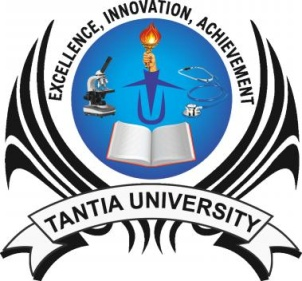 EXCELLENCE, INNOVATION, ACHIEVEMENT
TANTIA UNIVERSITY